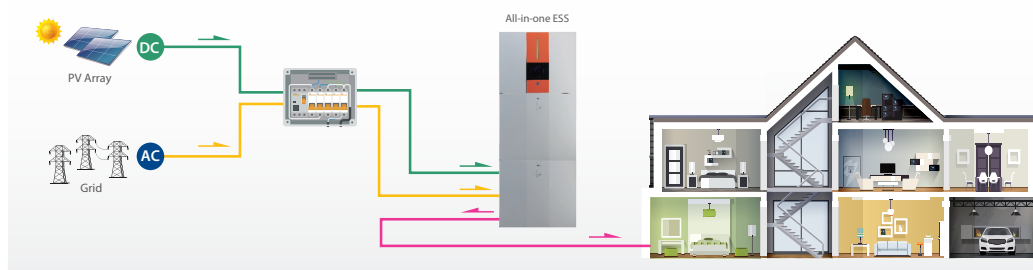 All-in-one ESS
DC
PV Array
AC
Grid